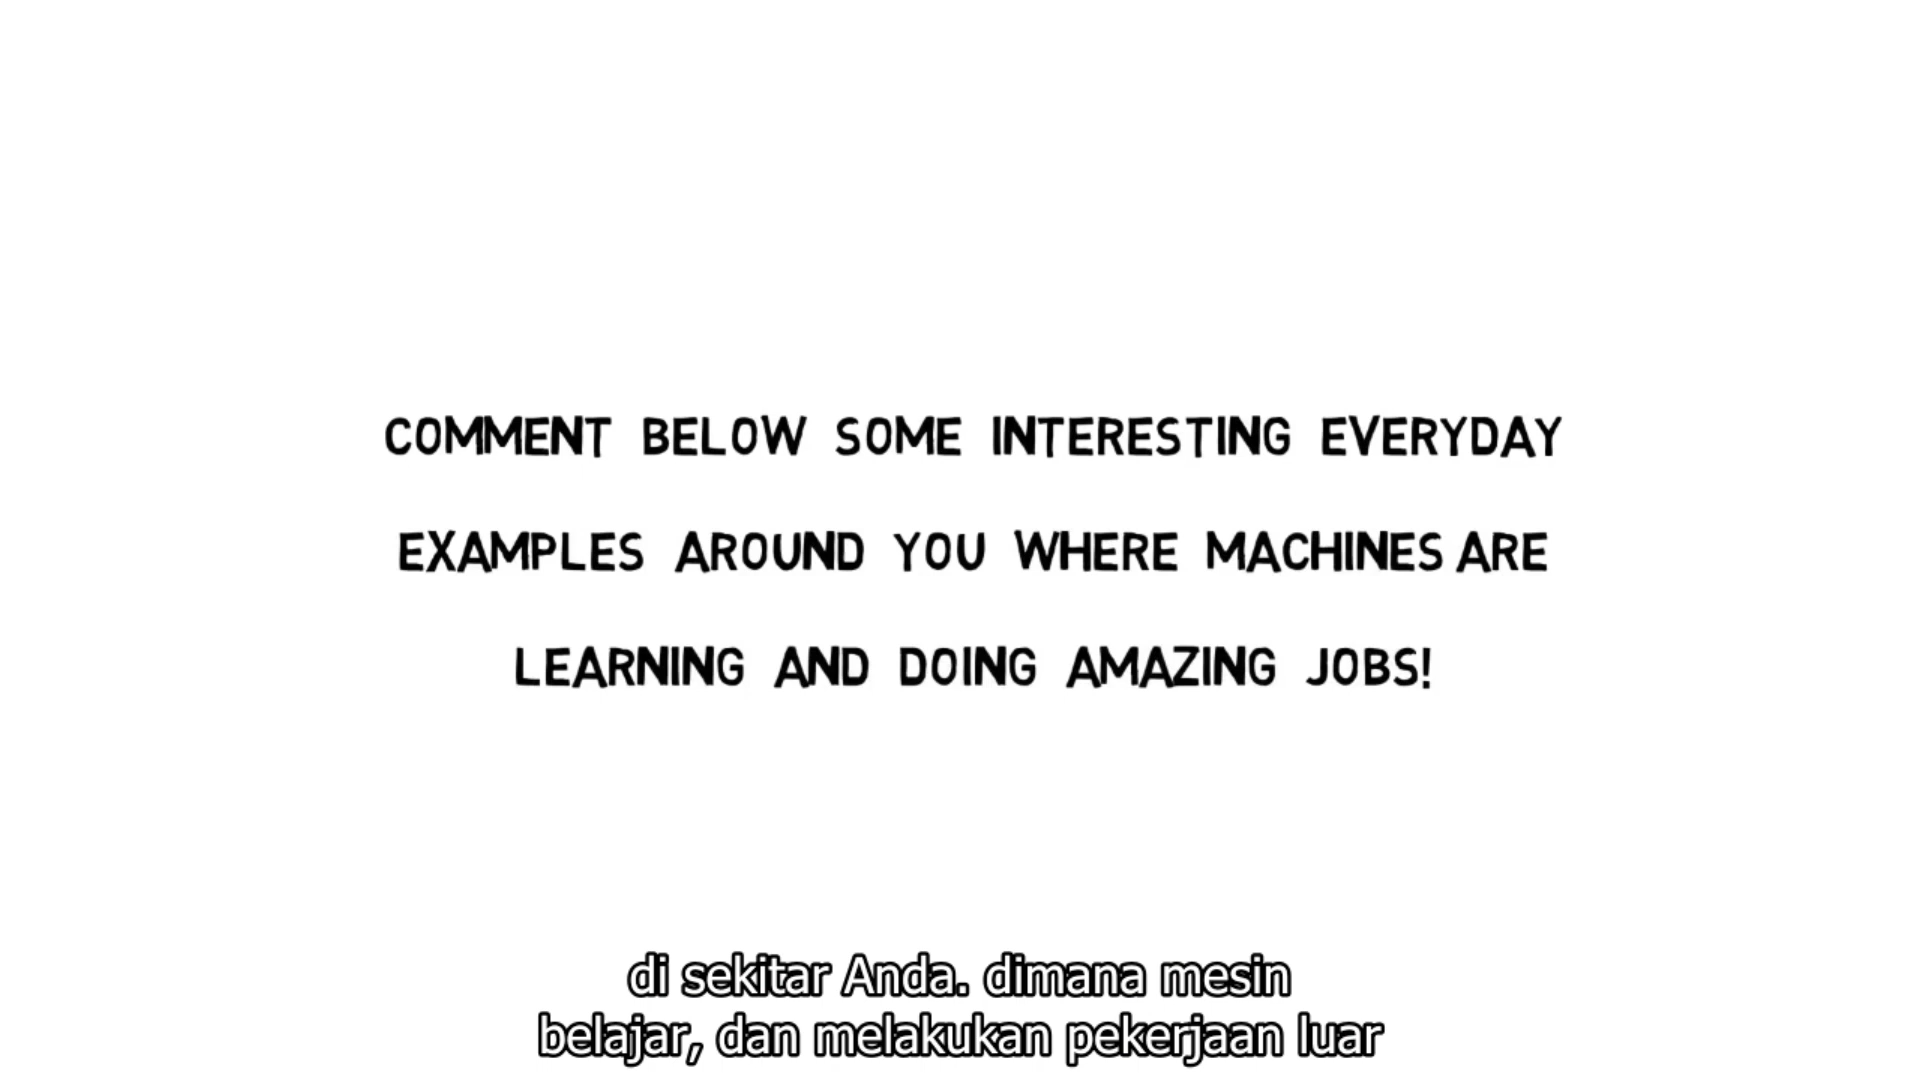 COMMENT BELOW SOME INTERESTING EVERYDAY
EXAMPLES AROUND YOU WHERE MACHINES ARE
LEARNING AND DOING AMAZING JOBS!
di sekitar Anda. dimana mesin
belajar, dan melakukan pekerjaan luar